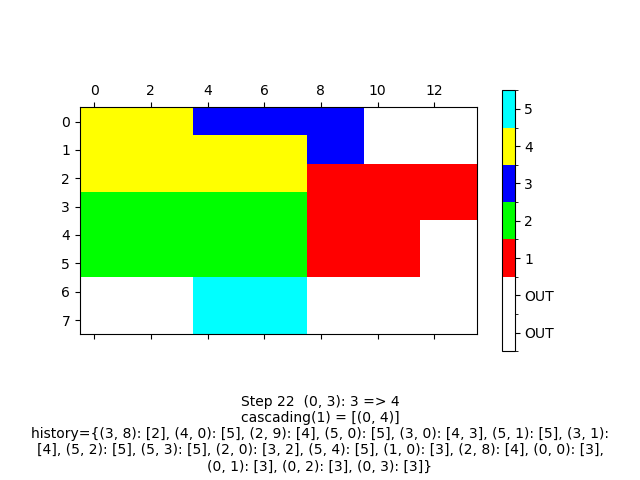 0 2 4 6 8 10 12
0
1
2
3
4
5
6
7
5
4
3
2
1
OUT
OUT
Step 22  (0, 3): 3 => 4
cascading(1) = [(0, 4)]
history={(3, 8): [2], (4, 0): [5], (2, 9): [4], (5, 0): [5], (3, 0): [4, 3], (5, 1): [5], (3, 1):
[4], (5, 2): [5], (5, 3): [5], (2, 0): [3, 2], (5, 4): [5], (1, 0): [3], (2, 8): [4], (0, 0): [3],
(0, 1): [3], (0, 2): [3], (0, 3): [3]}